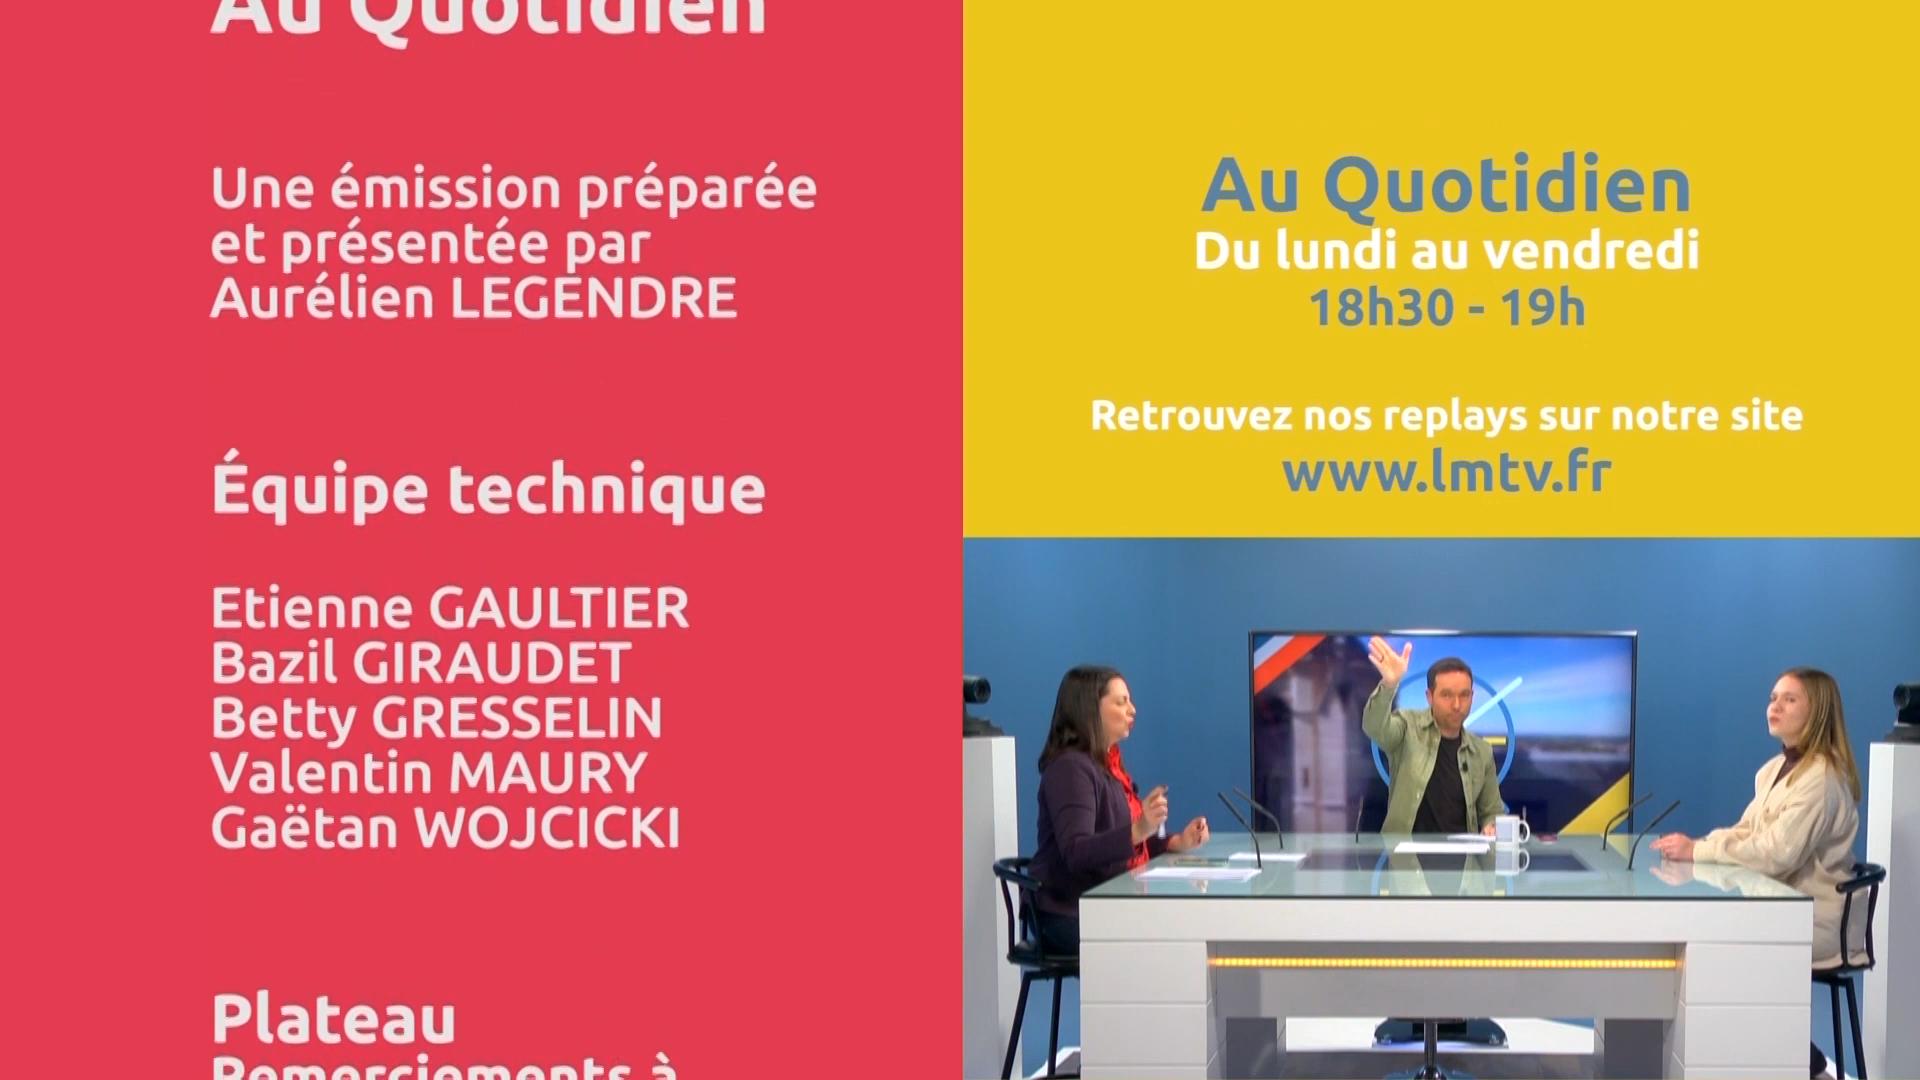 Au Quotidien
Une émission préparée
et présentée par
Aurélien LEGENDRE
Équipe technique
Etienne GAULTIER
Bazil GIRAUDET
Betty GRESSELIN
Valentin MAURY
Gaëtan WOJCICKI
Plateau
Remerciements à
Au Quotidien
Du lundi au vendredi
18h30 - 19h
Retrouvez nos replays sur notre site
www.lmtv.fr